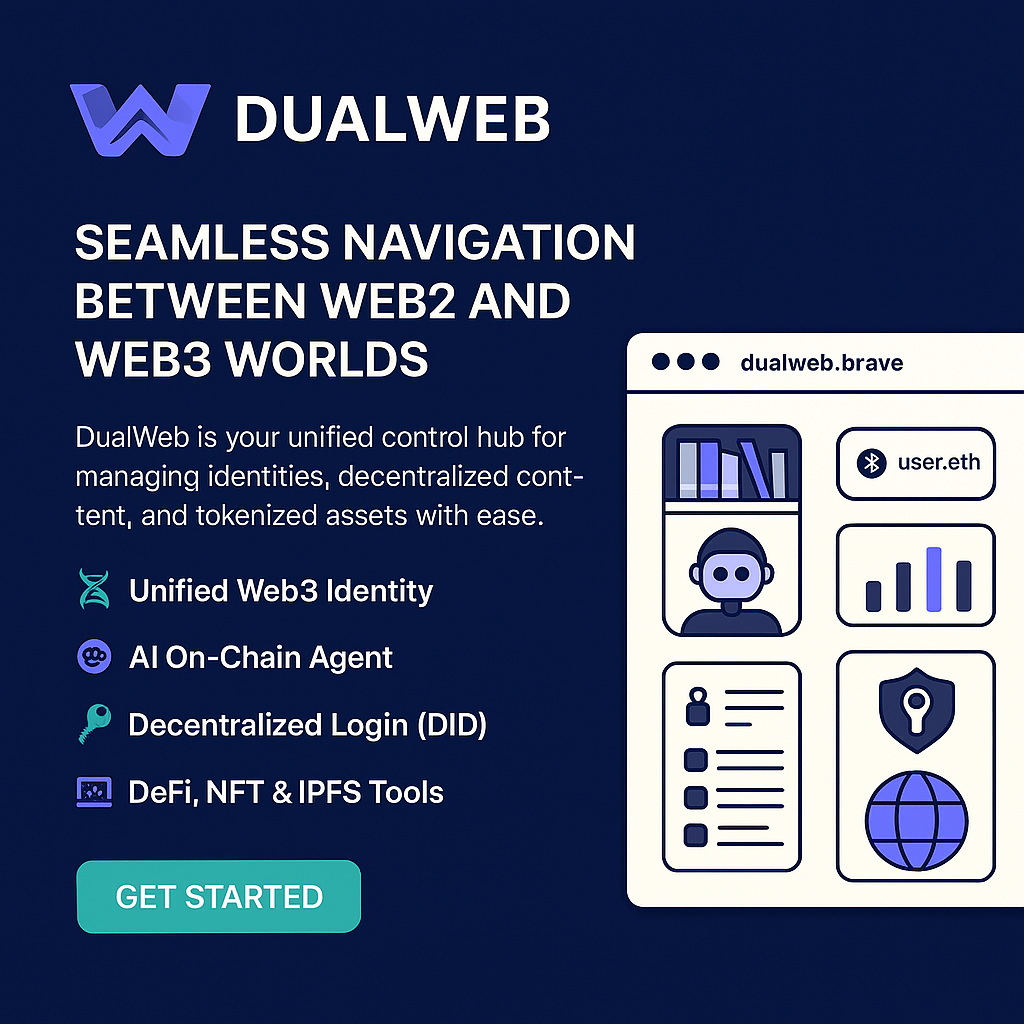 DUALWEB
SEAMLESS NAVIGATION
BETWEEN WEB2 AND
WEB3 WORLDS
DualWeb is your unified control hub for
managing identities, decentralized cont-
tent, and tokenized assets with ease.
Unified Web3 Identity
AI On-Chain Agent
Decentralized Login (DID)
DeFi, NFT & IPFS Tools
GET STARTED
dualweb.brave
user.eth